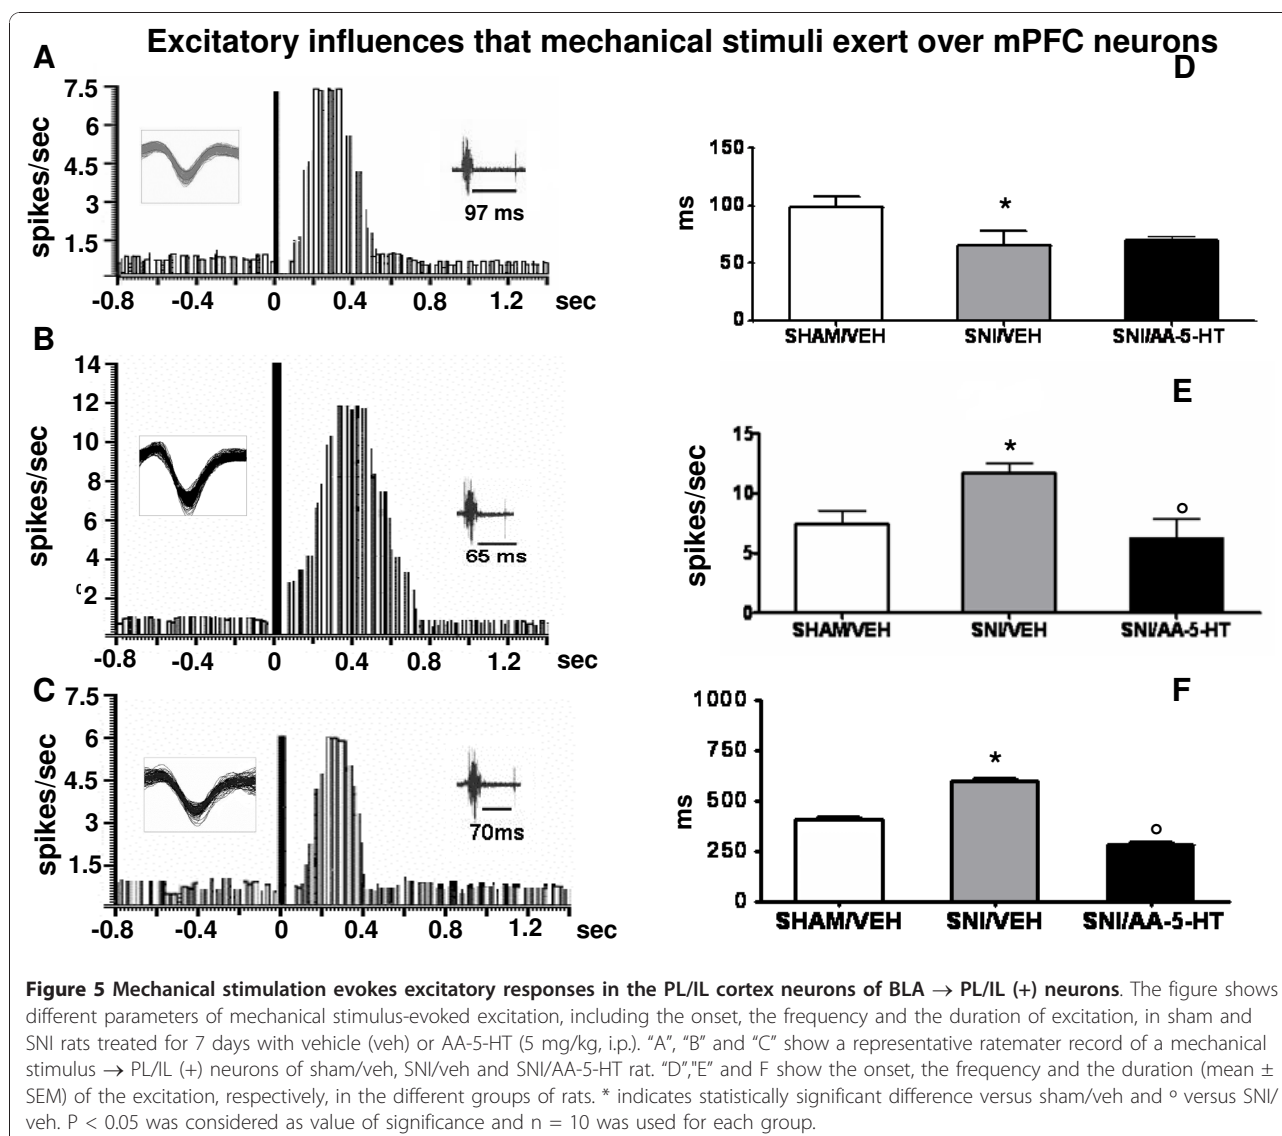 Excitatory influences that mechanical stimuli exert over mPFC neurons
A
spikes/sec
7.5
6
4.5
3
1.5
97 ms
-0.8 -0.4 0 0.4 0.8 1.2 sec
B
spikes/sec
14
12
10
8
6
4
2
65 ms
-0.8 -0.4 0 0.4 0.8 1.2 sec
C
spikes/sec
7.5
6
4.5
3
1.5
70ms
-0.8 -0.4 0 0.4 0.8 1.2 sec
D
ms
150
100
50
0
*
SHAM/VEH SNI/VEH SNI/AA-5-HT
E
spikes/sec
15
10
5
0
*
°
SHAM/VEH SNI/VEH SNI/AA-5-HT
F
ms
1000
750
500
250
0
*
°
SHAM/VEH SNI/VEH SNI/AA-5-HT
Figure 5 Mechanical stimulation evokes excitatory responses in the PL/IL cortex neurons of BLA → PL/IL (+) neurons. The figure shows
different parameters of mechanical stimulus-evoked excitation, including the onset, the frequency and the duration of excitation, in sham and
SNI rats treated for 7 days with vehicle (veh) or AA-5-HT (5 mg/kg, i.p.). “A”, “B” and “C” show a representative ratemater record of a mechanical
stimulus → PL/IL (+) neurons of sham/veh, SNI/veh and SNI/AA-5-HT rat. “D”,"E” and F show the onset, the frequency and the duration (mean ±
SEM) of the excitation, respectively, in the different groups of rats. * indicates statistically significant difference versus sham/veh and ° versus SNI/
veh. P < 0.05 was considered as value of significance and n = 10 was used for each group.